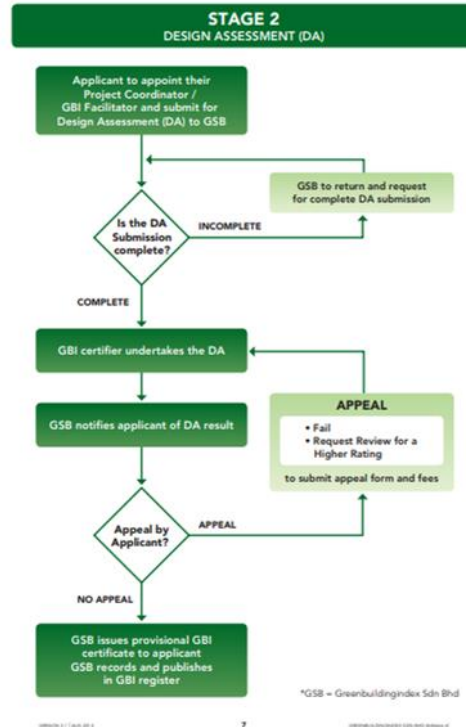 STAGE 2
DESIGN ASSESSMENT (DA)
Applicant to appoint their
Project Coordinator /
GBI Facilitator and submit for
Design Assessment (DA) to GSB
GSB to return and request
for complete DA submission
Is the DA
Submission
complete?
INCOMPLETE
COMPLETE
GBI certifier undertakes the DA
APPEAL
• Fail
• Request Review for a
Higher Rating
to submit appeal form and fees
GSB notifies applicant of DA result
Appeal by
Applicant?
APPEAL
NO APPEAL
GSB issues provisional GBI
certificate to applicant
GSB records and publishes
in GBI register
*GSB = Greenbuildingindex Sdn Bhd
7